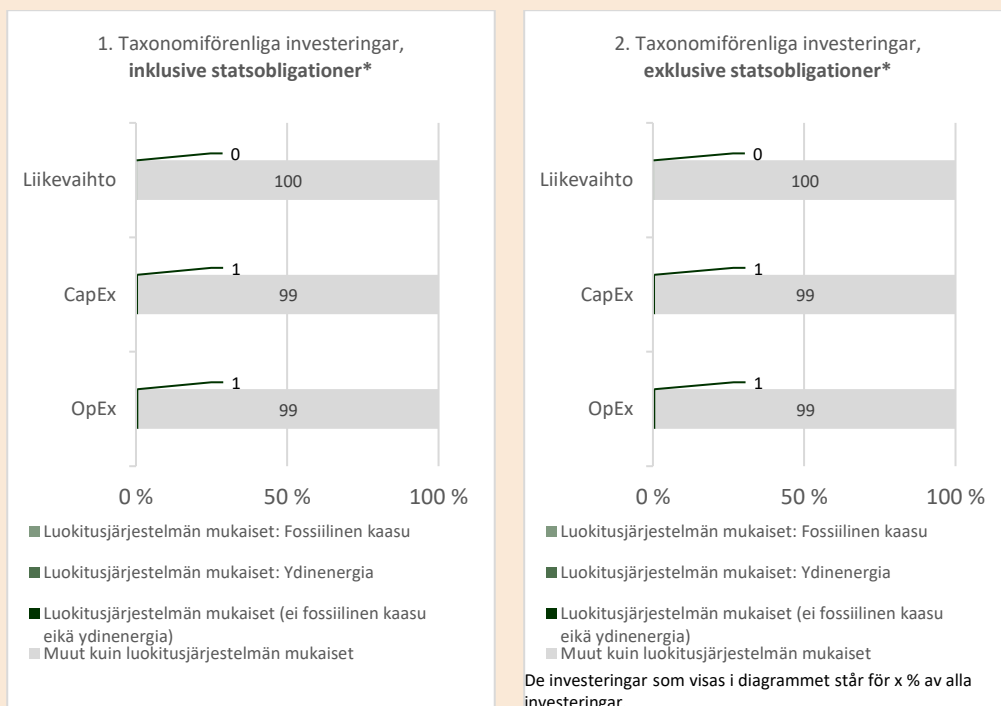 1. Taxonomiförenliga investeringar,
inklusive statsobligationer*
Liikevaihto
0
100
CapEx
1
99
OpEx
1
99
0 %
50 %
100 %
Luokitusjärjestelmän mukaiset: Fossiilinen kaasu
Luokitusjärjestelmän mukaiset: Ydinenergia
Luokitusjärjestelmän mukaiset (ei fossiilinen kaasu
eikä ydinenergia)
Muut kuin luokitusjärjestelmän mukaiset
2. Taxonomiförenliga investeringar,
exklusive statsobligationer*
Liikevaihto
0
100
CapEx
1
99
OpEx
1
99
0 %
50 %
100 %
Luokitusjärjestelmän mukaiset: Fossiilinen kaasu
Luokitusjärjestelmän mukaiset: Ydinenergia
Luokitusjärjestelmän mukaiset (ei fossiilinen kaasu
eikä ydinenergia)
Muut kuin luokitusjärjestelmän mukaiset
De investeringar som visas i diagrammet står för x % av alla
investeringar